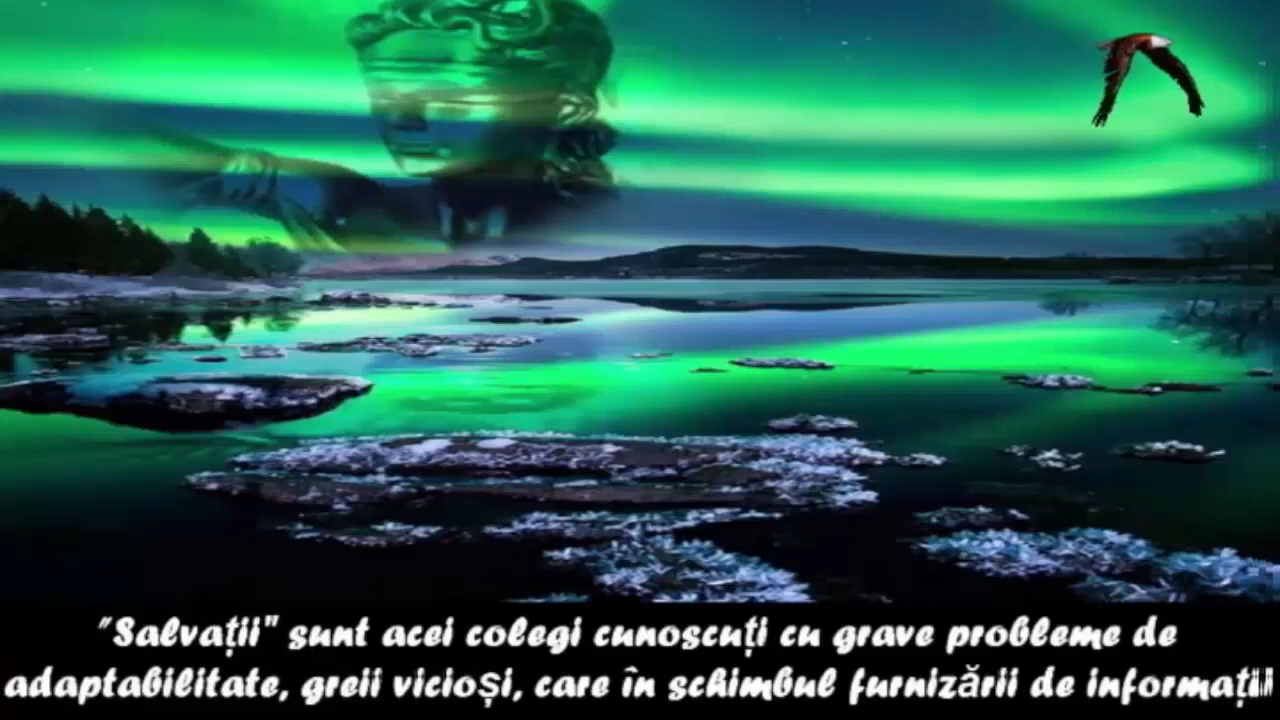 "Salvații" sunt acei colegi cunoscuți cu grave probleme de
adaptabilitate, greii vicioși, care în schimbul furnizării de informații